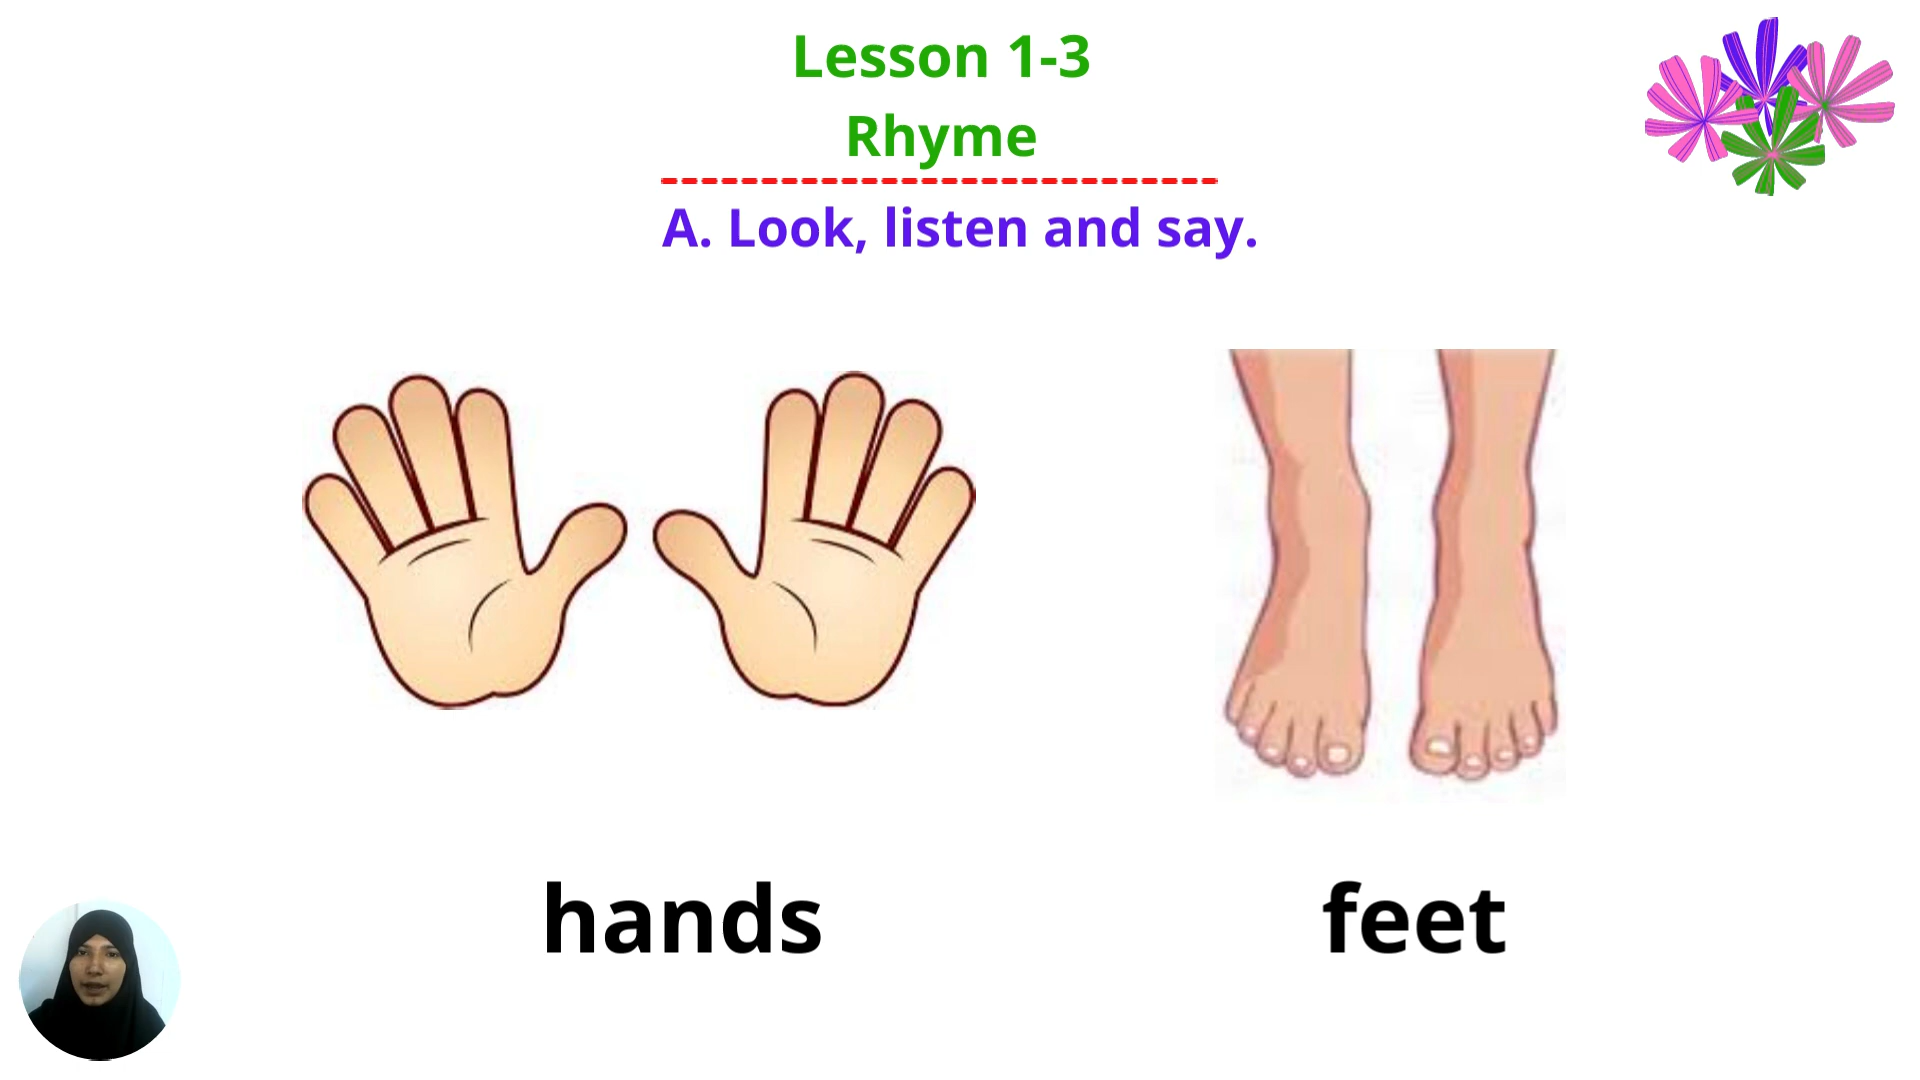 Lesson 1-3
Rhyme
A. Look, listen and say.
hands
feet